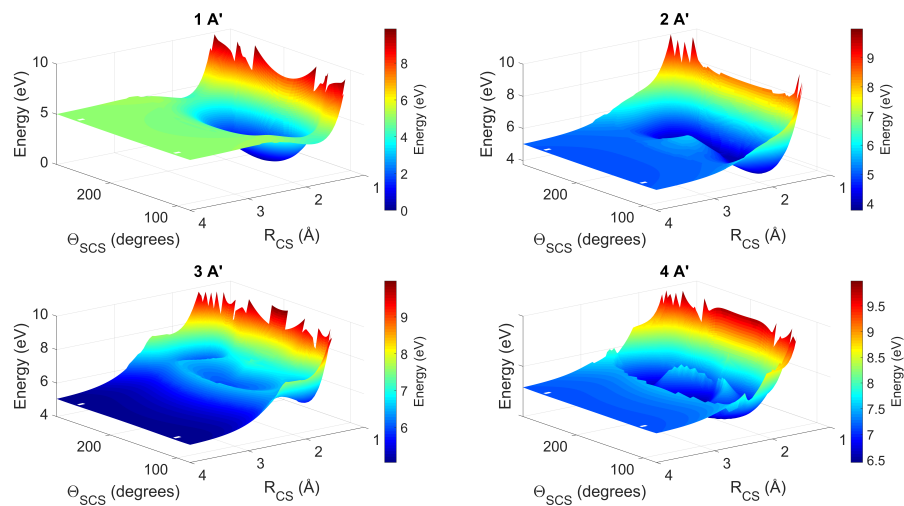 1 A' 2 A'
10 5 0
Energy (eV)
200 100
Θ_SCS (degrees)
4 3 2 1
R_CS (Å)
8 6 4 2 0
Energy (eV)
10 8 6 4
Energy (eV)
200 100
Θ_SCS (degrees)
4 3 2 1
R_CS (Å)
9 8 7 6 5 4
Energy (eV)
3 A' 4 A'
10 8 6 4
Energy (eV)
200 100
Θ_SCS (degrees)
4 3 2 1
R_CS (Å)
9 8 7 6
Energy (eV)
Energy (eV)
200 100
Θ_SCS (degrees)
4 3 2 1
R_CS (Å)
9.5 9 8.5 8 7.5 7 6.5
Energy (eV)